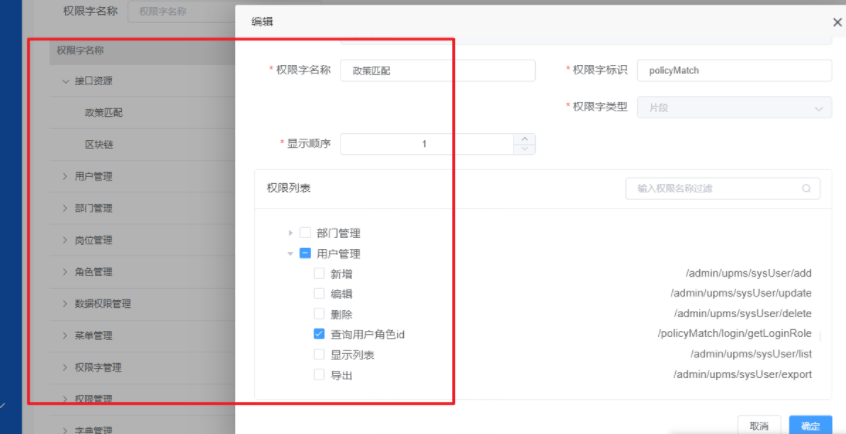 权限字名称 权限字名称
编辑
权限字名称
接口资源
政策匹配
区块链
用户管理
部门管理
岗位管理
角色管理
数据权限管理
菜单管理
权限字管理
权限管理
字典管理
* 权限字名称 政策匹配 * 权限字标识 policyMatch
* 权限字类型 片段
* 显示顺序 1
权限列表 输入权限名称过滤
部门管理
用户管理
新增 /admin/upms/sysUser/add
编辑 /admin/upms/sysUser/update
删除 /admin/upms/sysUser/delete
查询用户角色id /policyMatch/login/getLoginRole
显示列表 /admin/upms/sysUser/list
导出 /admin/upms/sysUser/export
取消 确定